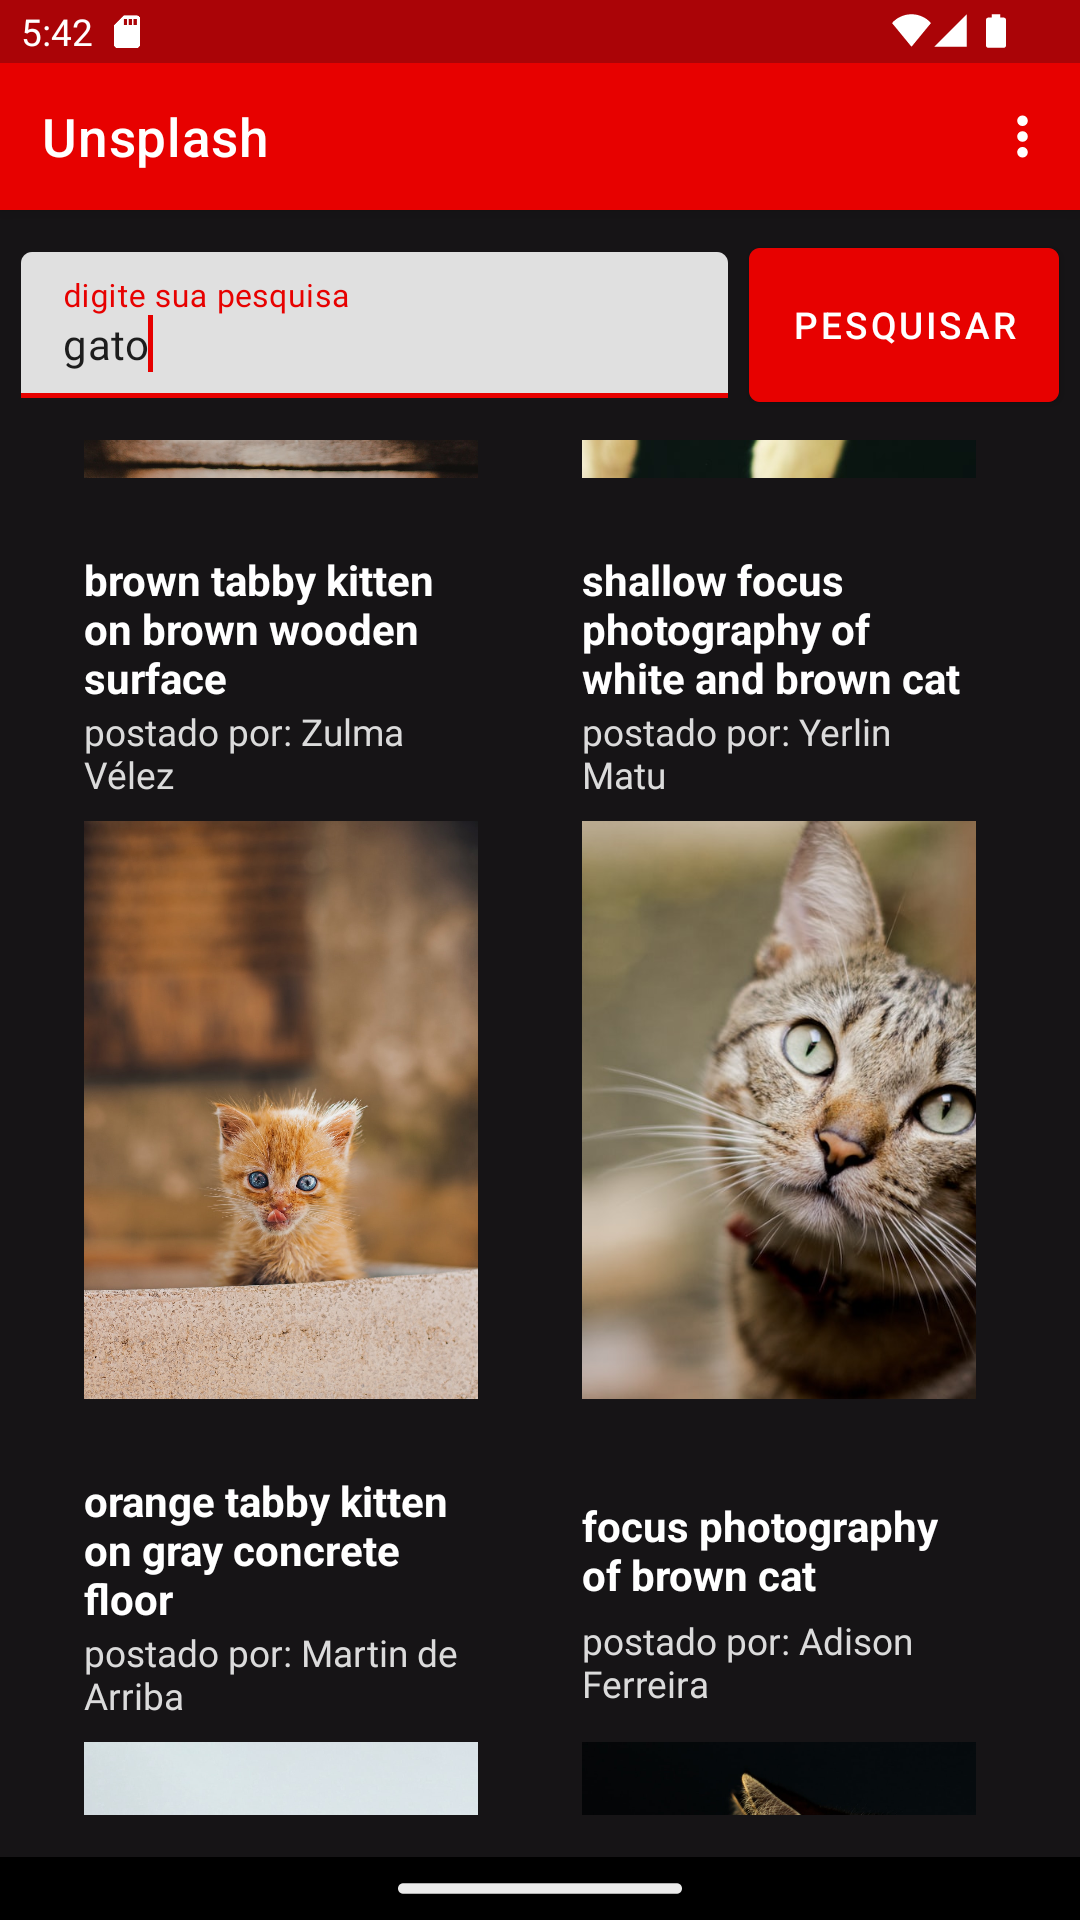 5:42
Unsplash
digite sua pesquisa
gato
PESQUISAR
brown tabby kitten
on brown wooden
surface
postado por: Zulma
Vélez
shallow focus
photography of
white and brown cat
postado por: Yerlin
Matu
orange tabby kitten
on gray concrete
floor
postado por: Martin de
Arriba
focus photography
of brown cat
postado por: Adison
Ferreira